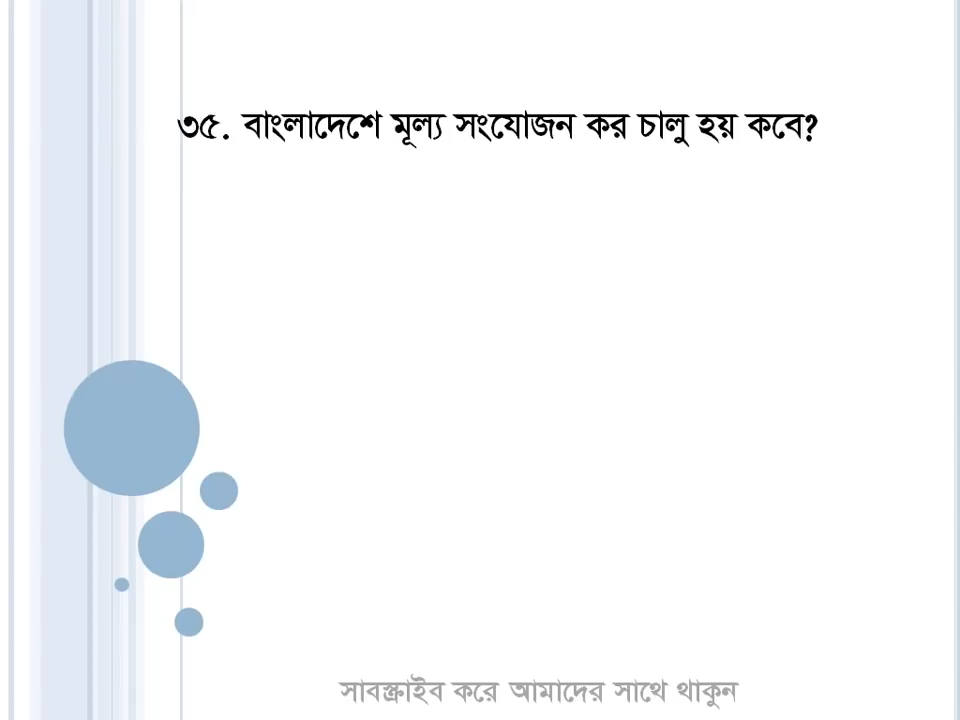 ৩৫. বাংলাদেশে মূল্য সংযোজন কর চালু হয় কবে?
সাবস্ক্রাইব করে আমাদের সাথে থাকুন